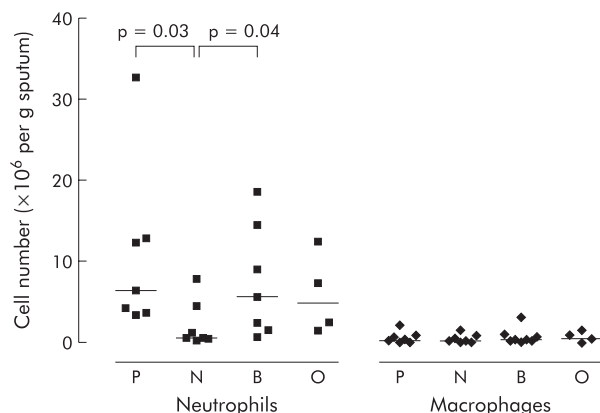 p = 0.03 p = 0.04
Cell number (×10⁶ per g sputum)
40
30
20
10
0
P N B O P N B O
Neutrophils Macrophages